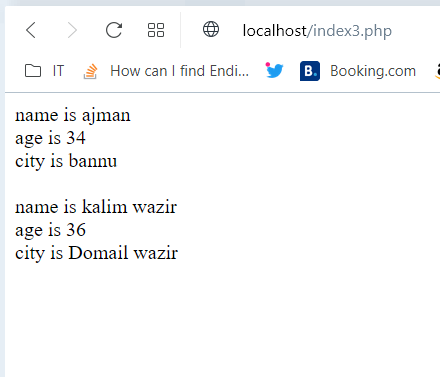 localhost/index3.php
IT
How can I find Endi...
B.
Booking.com
name is ajman
age is 34
city is bannu
name is kalim wazir
age is 36
city is Domail wazir